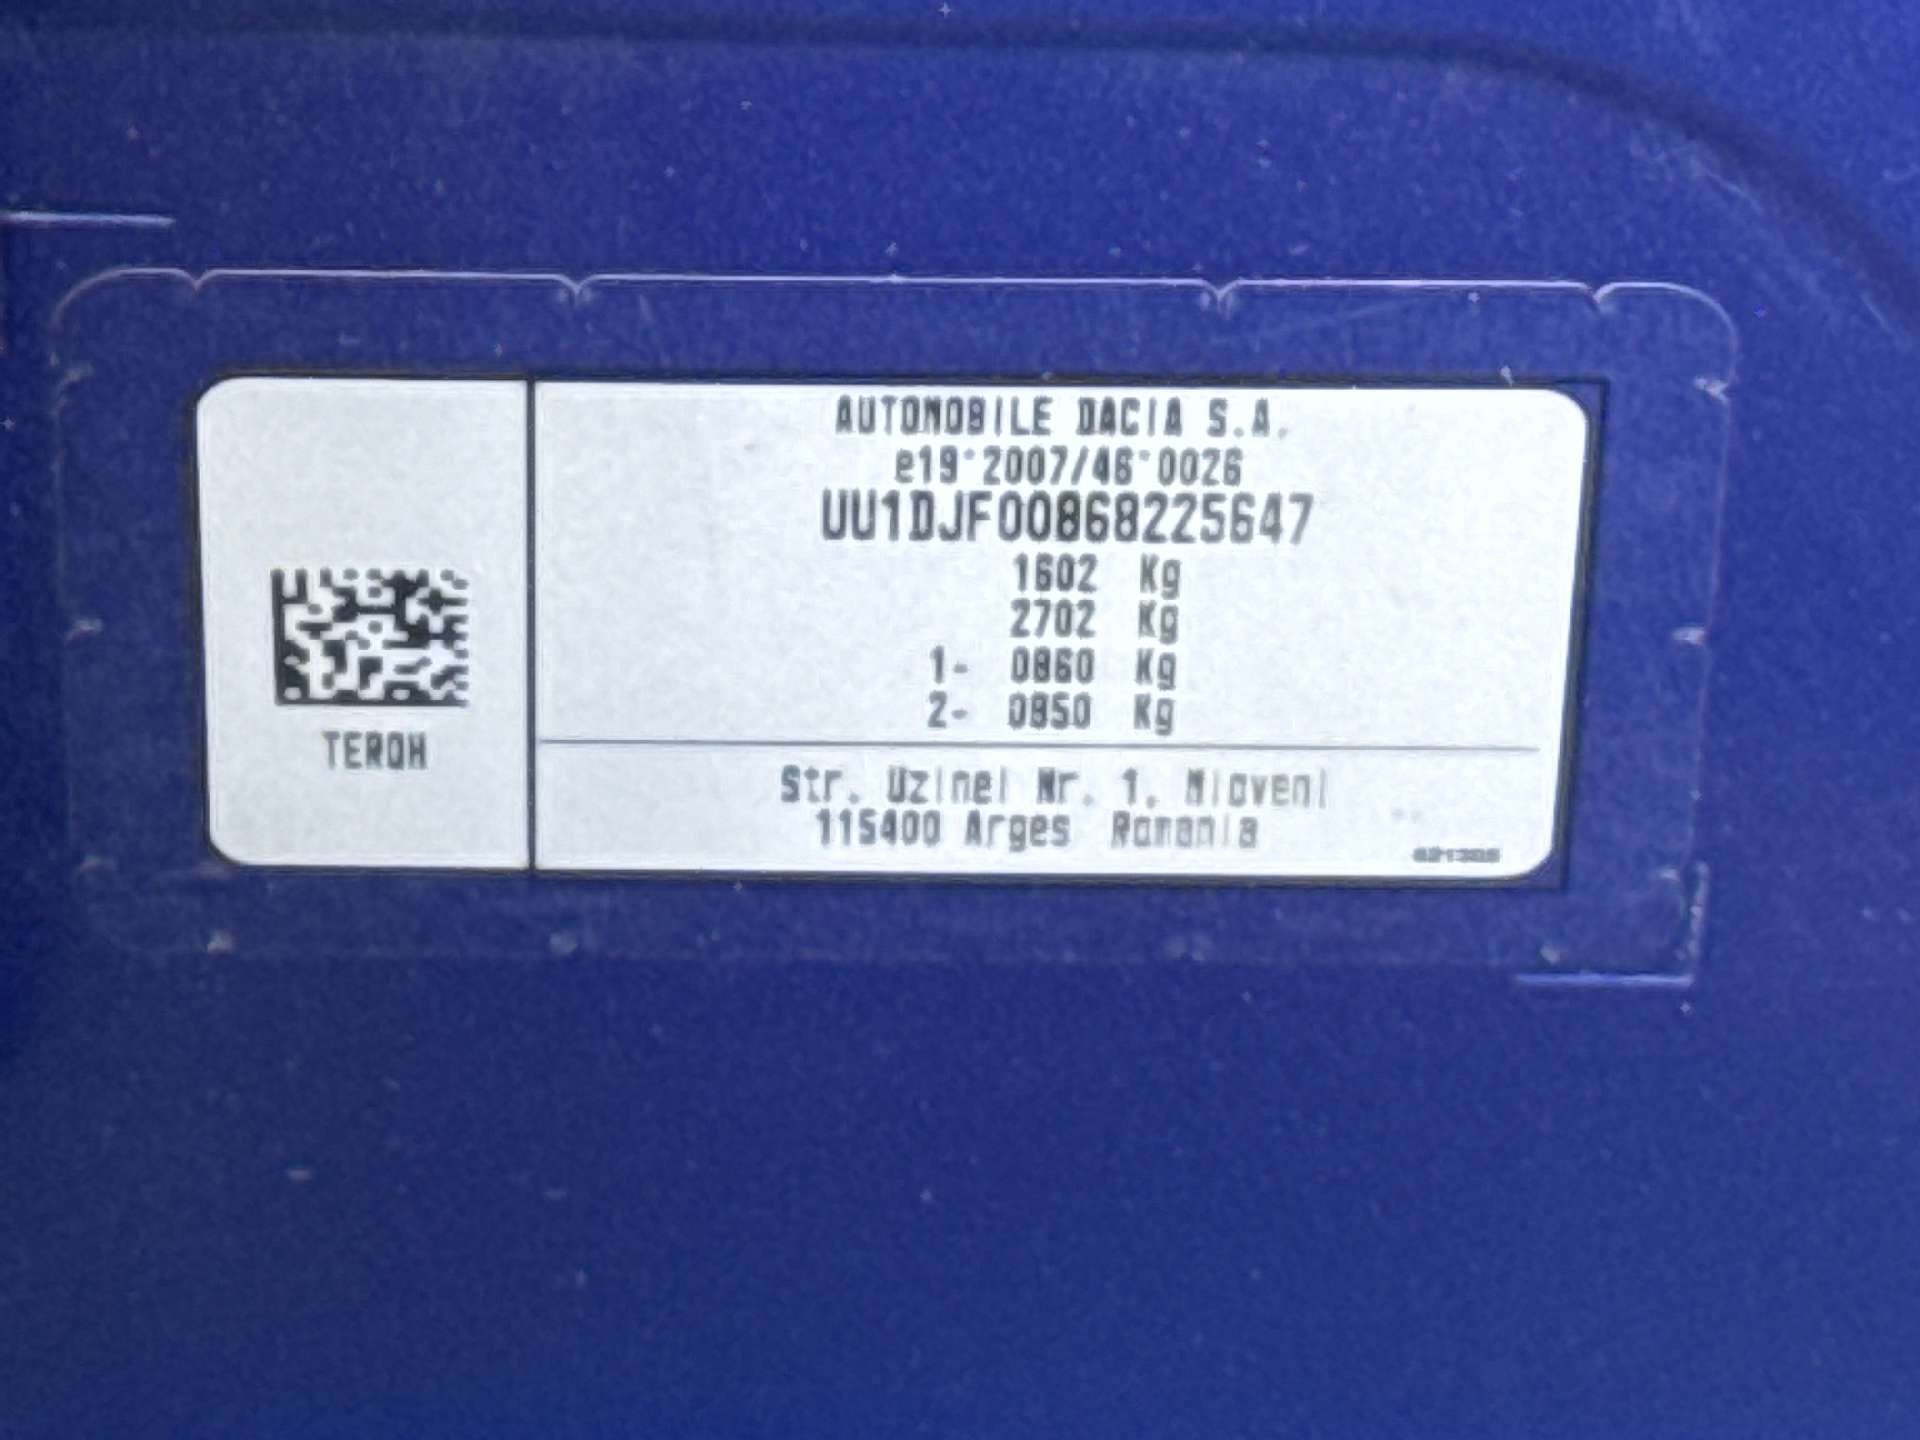 AUTOMOBILE DACIA S.A.
e19*2007/46*0026
UU1DJF00868225647
1602 Kg
2702 Kg
1- 0860 Kg
2- 0850 Kg
TEROH
Str. Uzinei Nr. 1. Mioveni
115400 Arges Romania